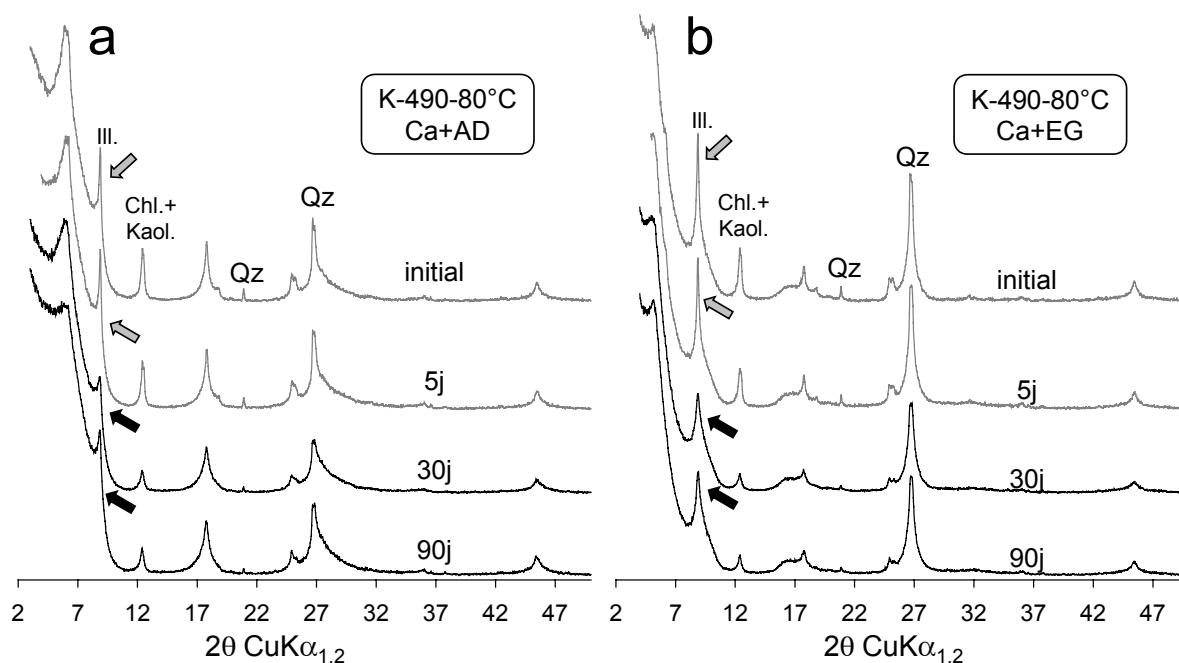 a
K-490-80°C
Ca+AD
Ill.
Chl.+
Kaol.
Qz
Qz
initial
5j
30j
90j
2 7 12 17 22 27 32 37 42 47
2θ CuKα1,2
b
K-490-80°C
Ca+EG
Ill.
Chl.+
Kaol.
Qz
Qz
initial
5j
30j
90j
2 7 12 17 22 27 32 37 42 47
2θ CuKα1,2